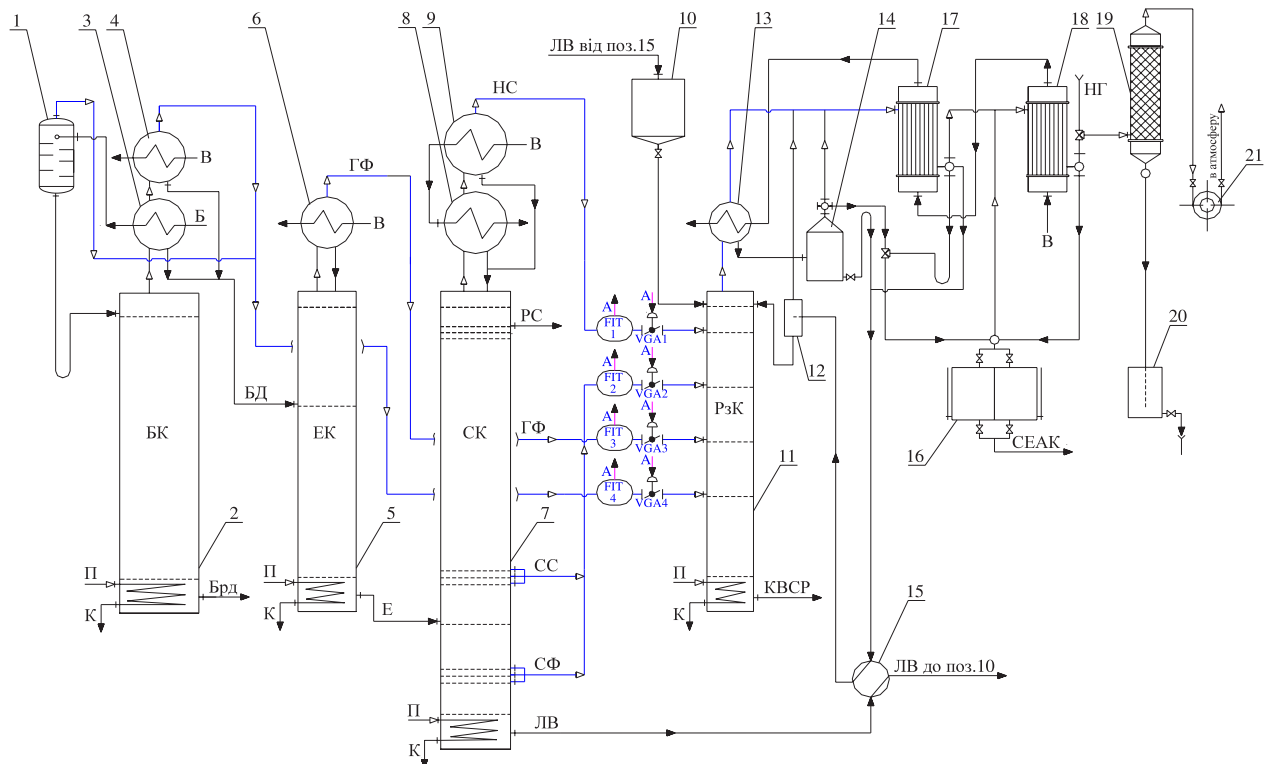 1
3
4
6
8
9
10
13
14
17
18
19
ЛВ від поз.15
НС
НГ
В
В
ГФ
Б
В
в атмосферу
21
В
А
FIT
1
А
VGA1
РС
12
20
А
FIT
2
А
VGA2
БД
БК
ЕК
СК
РзК
ГФ
А
FIT
3
А
VGA3
16
СЕАК
11
А
FIT
4
А
VGA4
2
5
7
П
Брд
К
П
К
Е
СС
П
КВСР
К
15
СФ
ЛВ до поз.10
П
ЛВ
К